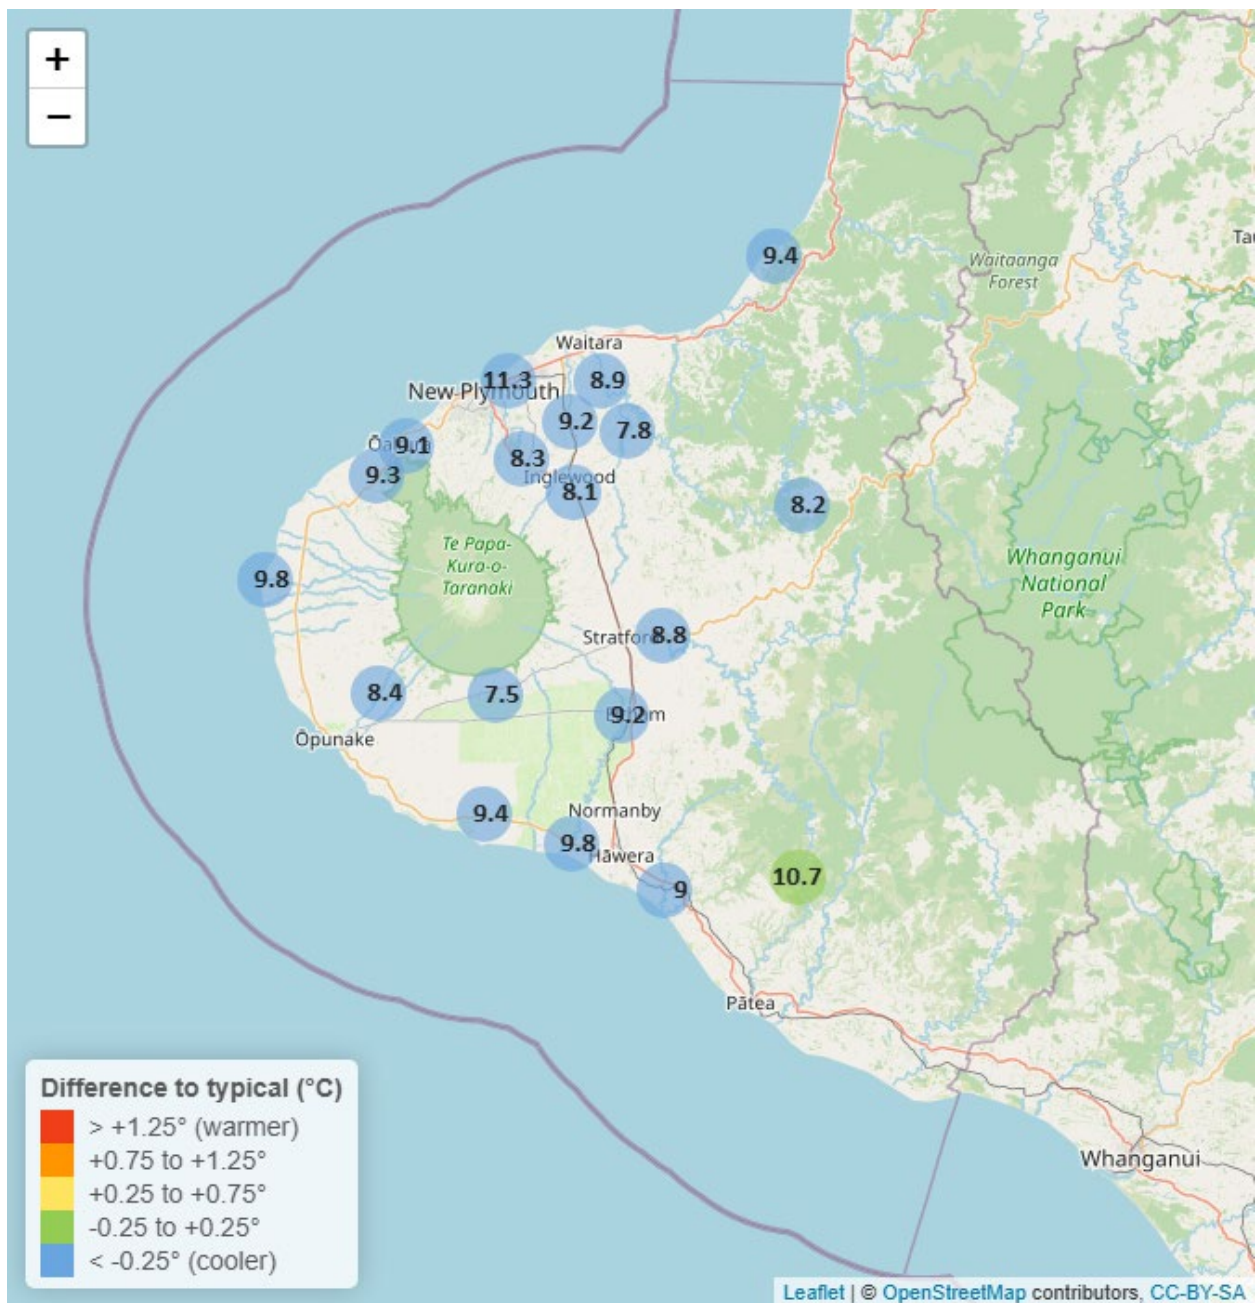 +
−
9.4
Waitaanga
Forest
Waitara
11.3
8.9
New Plymouth
9.2
7.8
9.1
8.3
9.3
Inglewood
8.1
8.2
Te Papa-
Kura-o-
Taranaki
Whanganui
National
Park
9.8
Stratford
8.8
8.4
7.5
9.2
Ōpunake
9.4
Normanby
9.8
Hāwera
9
10.7
Pātea
Whanganui
Difference to typical (°C)
> +1.25° (warmer)
+0.75 to +1.25°
+0.25 to +0.75°
-0.25 to +0.25°
< -0.25° (cooler)
Leaflet | © OpenStreetMap contributors, CC-BY-SA